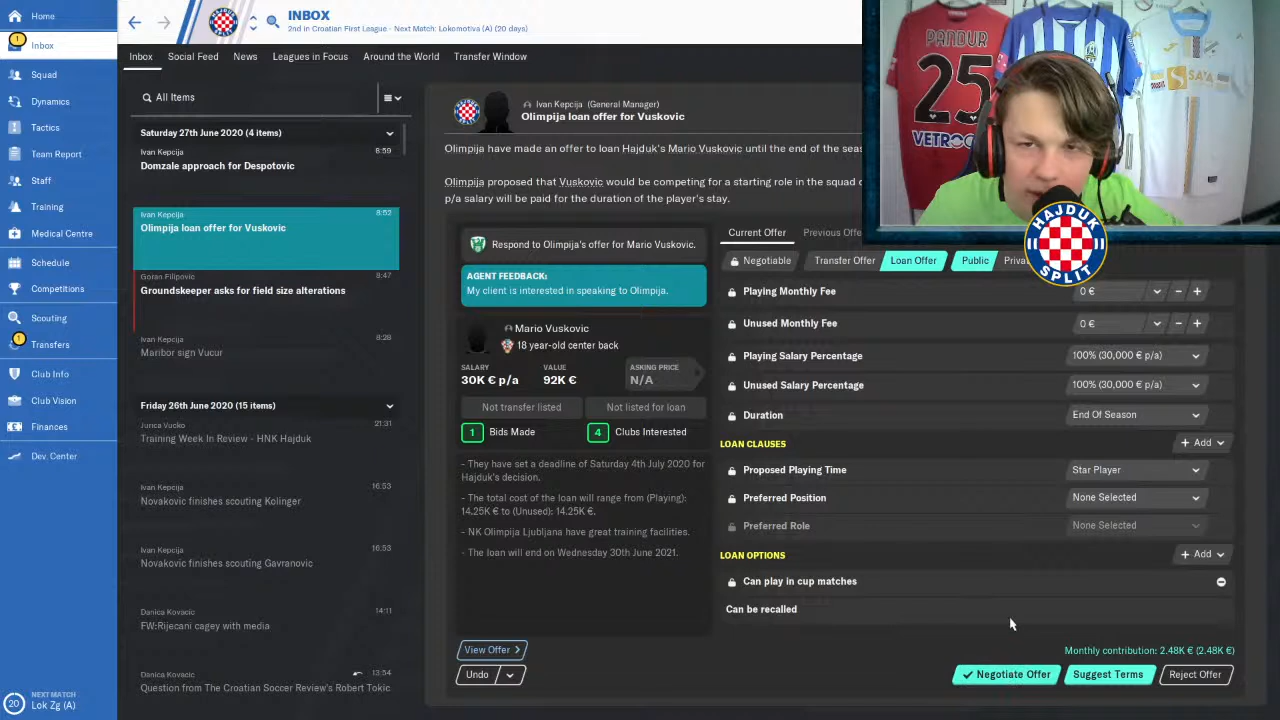 Home
INBOX
2nd in Croatian First League - Next Match: Lokomotiva (A) (20 days)
1
Inbox
Squad
Dynamics
Tactics
Team Report
Staff
Training
Medical Centre
Schedule
Competitions
Scouting
1
Transfers
Club Info
Club Vision
Finances
Dev. Center
20
NEXT MATCH
Lok Zg (A)
Inbox
Social Feed
News
Leagues in Focus
Around the World
Transfer Window
All Items
Saturday 27th June 2020 (4 items)
Ivan Kepcija 8:59
Domzale approach for Despotovic
Ivan Kepcija 8:52
Olimpija loan offer for Vuskovic
Goran Filipovic 8:47
Groundskeeper asks for field size alterations
Ivan Kepcija 8:28
Maribor sign Vucur
Friday 26th June 2020 (15 items)
Jurica Vucko 21:31
Training Week In Review - HNK Hajduk
Ivan Kepcija 16:53
Novakovic finishes scouting Kolinger
Ivan Kepcija 16:53
Novakovic finishes scouting Gavranovic
Danica Kovacic 14:11
FW:Rijecani cagey with media
Danica Kovacic 13:54
Question from The Croatian Soccer Review's Robert Tokic
Ivan Kepcija (General Manager)
Olimpija loan offer for Vuskovic
Olimpija have made an offer to loan Hajduk's Mario Vuskovic until the end of the sea
Olimpija proposed that Vuskovic would be competing for a starting role in the squad
p/a salary will be paid for the duration of the player's stay.
Respond to Olimpija's offer for Mario Vuskovic.
AGENT FEEDBACK:
My client is interested in speaking to Olimpija.
Mario Vuskovic
18 year-old center back
SALARY VALUE ASKING PRICE
30K € p/a 92K € N/A
Not transfer listed Not listed for loan
1 Bids Made 4 Clubs Interested
- They have set a deadline of Saturday 4th July 2020 for
Hajduk's decision.
- The total cost of the loan will range from (Playing):
14.25K € to (Unused): 14.25K €.
- NK Olimpija Ljubljana have great training facilities.
- The loan will end on Wednesday 30th June 2021.
View Offer
Undo
Current Offer Previous Offe
Negotiable Transfer Offer Loan Offer Public Priva
Playing Monthly Fee 0 €
Unused Monthly Fee 0 €
Playing Salary Percentage 100% (30,000 € p/a)
Unused Salary Percentage 100% (30,000 € p/a)
Duration End Of Season
LOAN CLAUSES + Add
Proposed Playing Time Star Player
Preferred Position None Selected
Preferred Role None Selected
LOAN OPTIONS + Add
Can play in cup matches
Can be recalled
Monthly contribution: 2.48K € (2.48K €)
Negotiate Offer Suggest Terms Reject Offer
PANDUR
25
VETRO
SAVA
HAJDUK
SPLIT